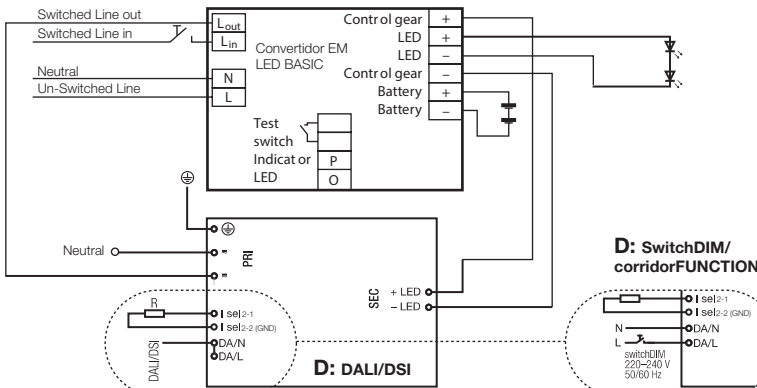 Switched Line out
Switched Line in
Neutral
Un-Switched Line
Lout
Lin
N
L
Convertidor EM
LED BASIC
Control gear +
LED +
LED –
Control gear –
Battery +
Battery –
Test
switch
Indicator P
LED O
Neutral
PRI
~
~
SEC
+ LED
– LED
R
I sel2-1
I sel2-2 (GND)
DA/N
DA/L
DALI/DSI
D: DALI/DSI
D: SwitchDIM/
corridorFUNCTION
I sel2-1
I sel2-2 (GND)
N
DA/N
L
DA/L
switchDIM
220–240 V
50/60 Hz